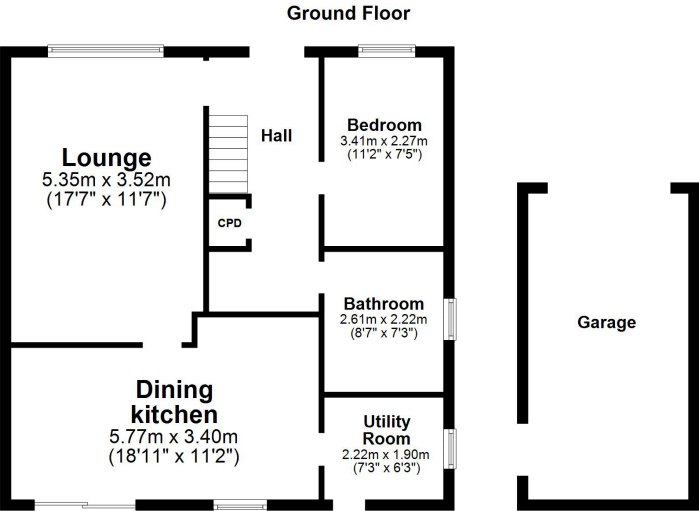 Ground Floor
Lounge
5.35m x 3.52m
(17'7" x 11'7")
Hall
CPD
Bedroom
3.41m x 2.27m
(11'2" x 7'5")
Bathroom
2.61m x 2.22m
(8'7" x 7'3")
Garage
Dining
kitchen
5.77m x 3.40m
(18'11" x 11'2")
Utility
Room
2.22m x 1.90m
(7'3" x 6'3")